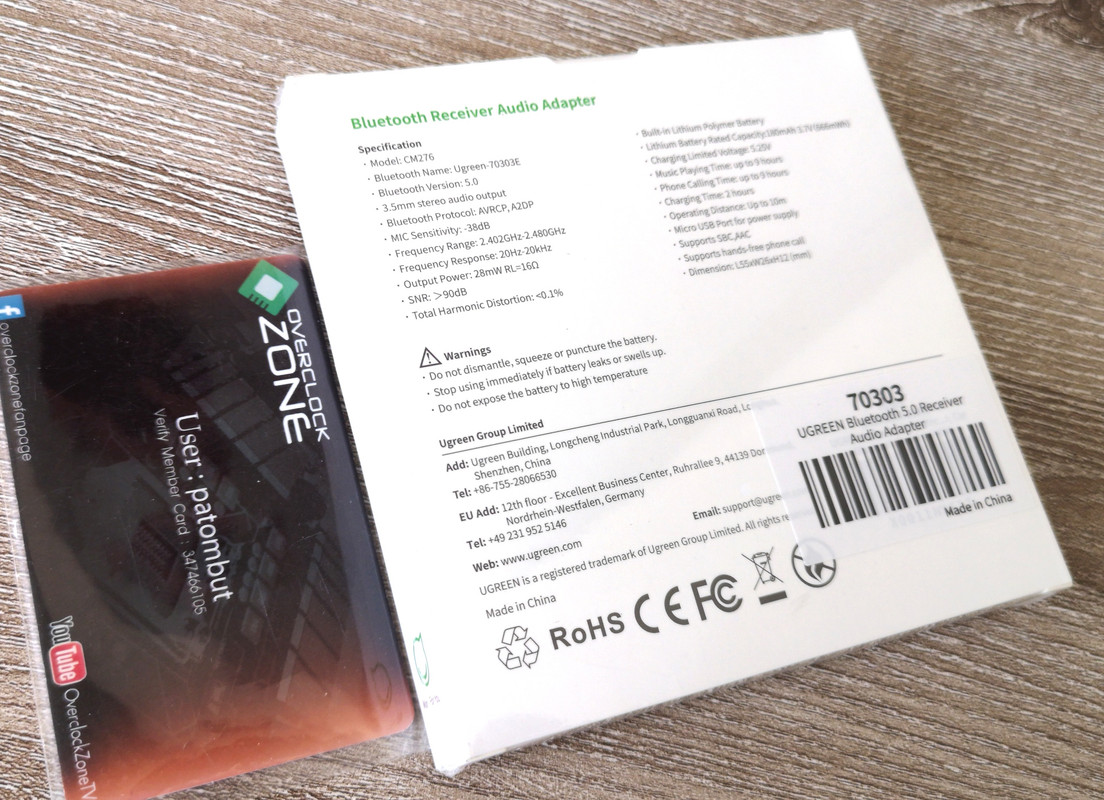 Bluetooth Receiver Audio Adapter
Specification
· Model: CM276
· Bluetooth Name: Ugreen-70303E
· Bluetooth Version: 5.0
· 3.5mm stereo audio output
· Bluetooth Protocol: AVRCP, A2DP
· MIC Sensitivity: -38dB
· Frequency Range: 2.402GHz-2.480GHz
· Frequency Response: 20Hz-20kHz
· Output Power: 28mW RL=16Ω
· SNR: ＞90dB
· Total Harmonic Distortion: <0.1%
· Built-in Lithium Polymer Battery
· Lithium Battery Rated Capacity: 3.7V
· Charging Limited Voltage: 5.25V
· Music Playing Time: up to 9 hours
· Phone Calling Time: up to 9 hours
· Charging Time: 2 hours
· Operating Distance: Up to 10m
· Micro USB Port for power supply
· Supports SBC,AAC
· Supports hands-free phone call
· Dimension: L55xW26xH12 (mm)
Warnings
· Do not dismantle, squeeze or puncture the battery.
· Stop using immediately if battery leaks or swells up.
· Do not expose the battery to high temperature
Ugreen Group Limited
Add: Ugreen Building, Longcheng Industrial Park, Longguanxi Road,
Shenzhen, China
Tel: +86-755-28066530
EU Add: 12th floor - Excellent Business Center, Ruhrallee 9, 44139
Nordrhein-Westfalen, Germany
Tel: +49 231 952 5146
Email: support@ugre
Web: www.ugreen.com
UGREEN is a registered trademark of Ugreen Group Limited. All rights
Made in China
RoHS CE FC
70303
UGREEN Bluetooth 5.0 Receiver
Audio Adapter
Made in China
OVERCLOCK
ZONE
User : patombut
Verify Member Card : 347466105
f overclockzonefanpage
YouTube OverclockZoneTV